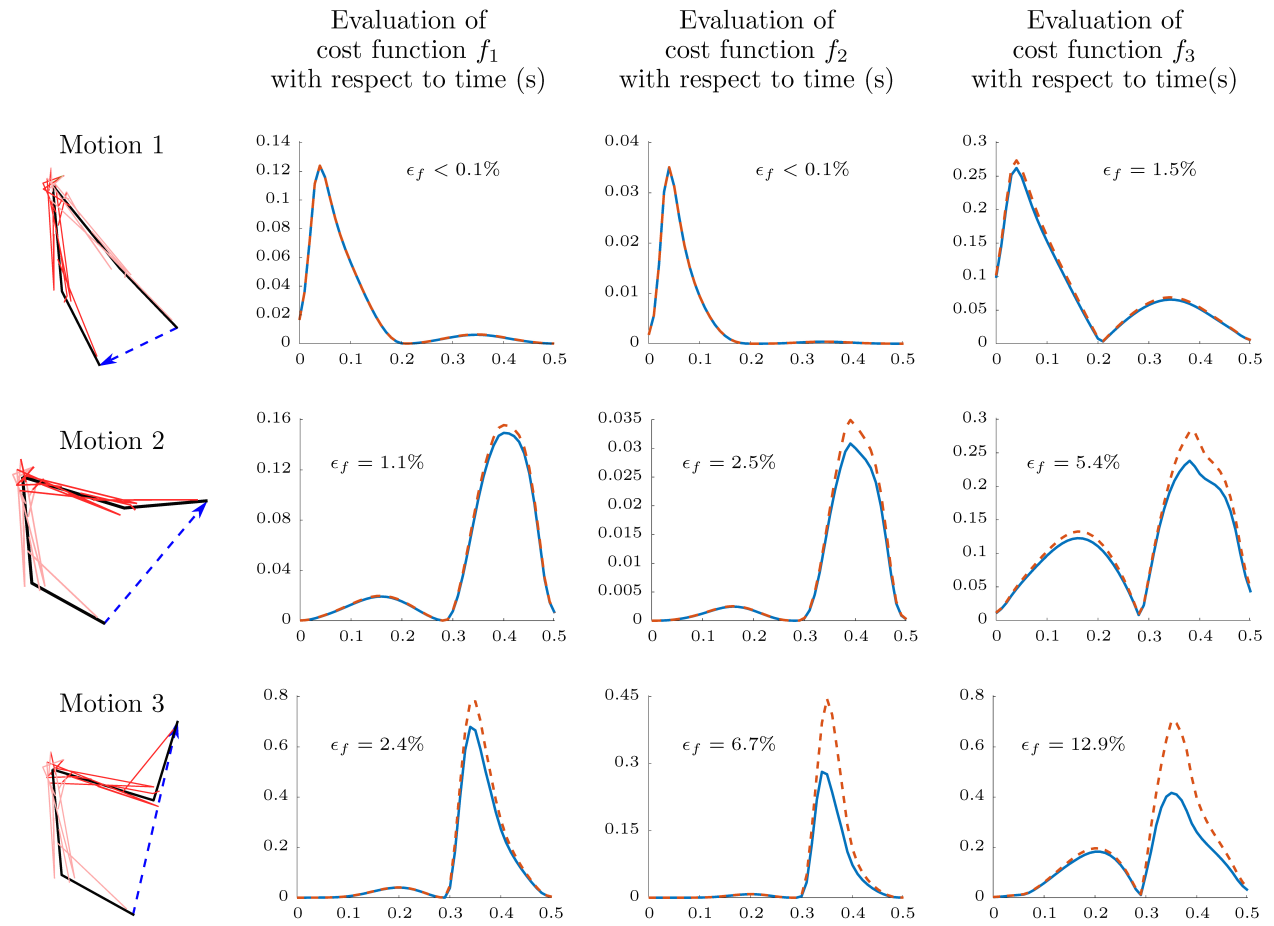 Evaluation of
cost function f1
with respect to time (s)
Evaluation of
cost function f2
with respect to time (s)
Evaluation of
cost function f3
with respect to time(s)
Motion 1
0.14
0.12
0.1
0.08
0.06
0.04
0.02
0
ϵf < 0.1%
0 0.1 0.2 0.3 0.4 0.5
0.04
0.03
0.02
0.01
0
ϵf < 0.1%
0 0.1 0.2 0.3 0.4 0.5
0.3
0.25
0.2
0.15
0.1
0.05
0
ϵf = 1.5%
0 0.1 0.2 0.3 0.4 0.5
Motion 2
0.16
0.12
0.08
0.04
0
ϵf = 1.1%
0 0.1 0.2 0.3 0.4 0.5
0.035
0.03
0.025
0.02
0.015
0.01
0.005
0
ϵf = 2.5%
0 0.1 0.2 0.3 0.4 0.5
0.3
0.25
0.2
0.15
0.1
0.05
0
ϵf = 5.4%
0 0.1 0.2 0.3 0.4 0.5
Motion 3
0.8
0.6
0.4
0.2
0
ϵf = 2.4%
0 0.1 0.2 0.3 0.4 0.5
0.45
0.3
0.15
0
ϵf = 6.7%
0 0.1 0.2 0.3 0.4 0.5
0.8
0.6
0.4
0.2
0
ϵf = 12.9%
0 0.1 0.2 0.3 0.4 0.5